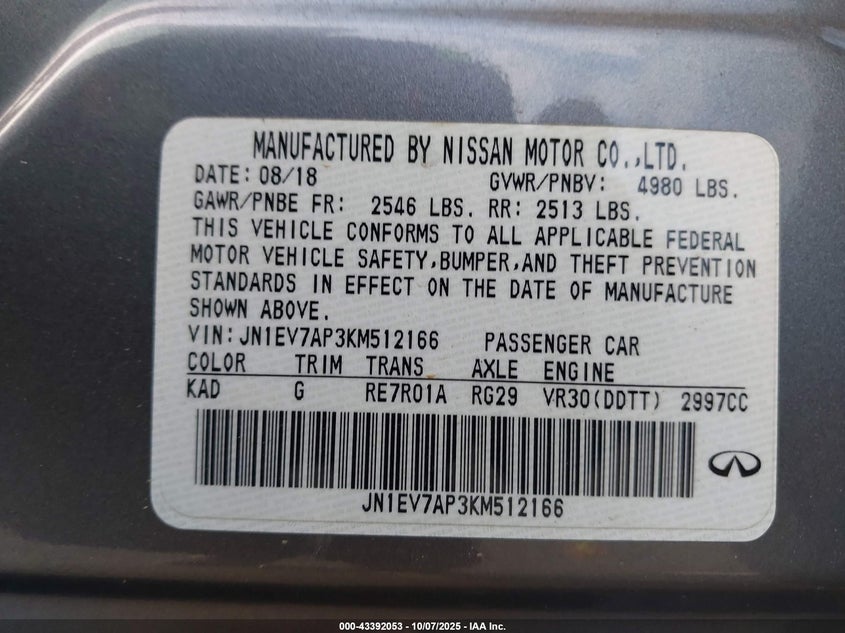 MANUFACTURED BY NISSAN MOTOR CO.,LTD.
DATE: 08/18 GVWR/PNBV: 4980 LBS.
GAWR/PNBE FR: 2546 LBS. RR: 2513 LBS.
THIS VEHICLE CONFORMS TO ALL APPLICABLE FEDERAL
MOTOR VEHICLE SAFETY,BUMPER,AND THEFT PREVENTION
STANDARDS IN EFFECT ON THE DATE OF MANUFACTURE
SHOWN ABOVE.
VIN:JN1EV7AP3KM512166 PASSENGER CAR
COLOR TRIM TRANS AXLE ENGINE
KAD G RE7R01A RG29 VR30(DDTT) 2997CC
JN1EV7AP3KM512166
000-43392053 - 10/07/2025 - IAA Inc.